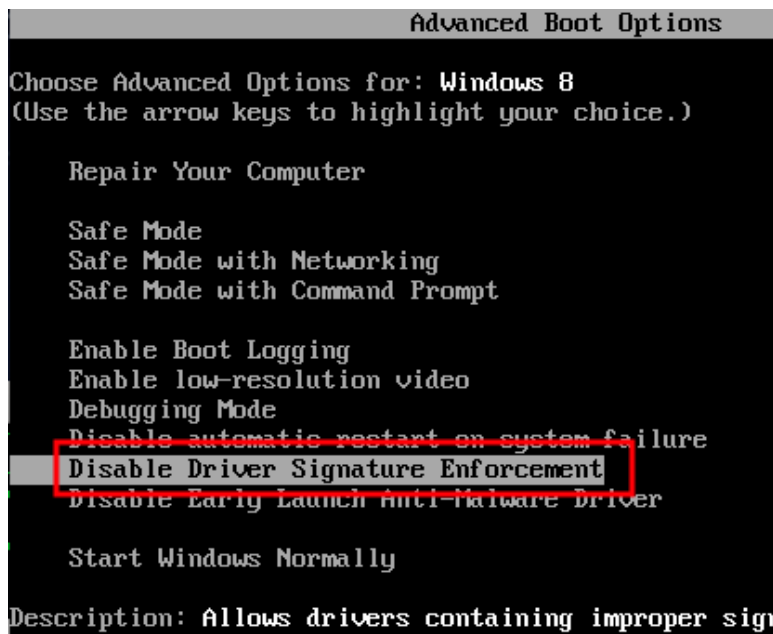 Advanced Boot Options
Choose Advanced Options for: Windows 8
(Use the arrow keys to highlight your choice.)
Repair Your Computer
Safe Mode
Safe Mode with Networking
Safe Mode with Command Prompt
Enable Boot Logging
Enable low-resolution video
Debugging Mode
Disable automatic restart on system failure
Disable Driver Signature Enforcement
Disable Early Launch Anti-Malware Driver
Start Windows Normally
Description: Allows drivers containing improper